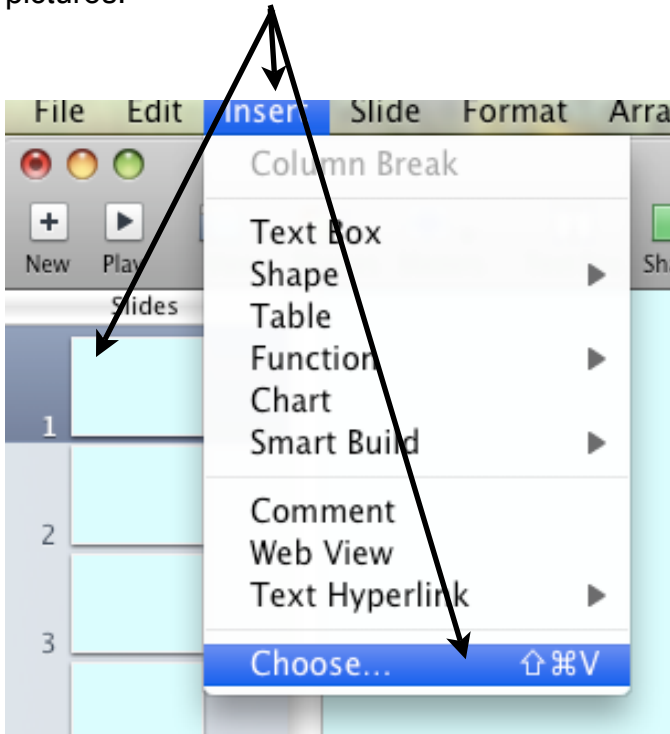 pictures.
File Edit Insert Slide Format Arra
Column Break
New Play
Sh
Text Box
Slides
Shape
Table
Function
Chart
1
Smart Build
Comment
2
Web View
Text Hyperlink
3
Choose... ⇧⌘V